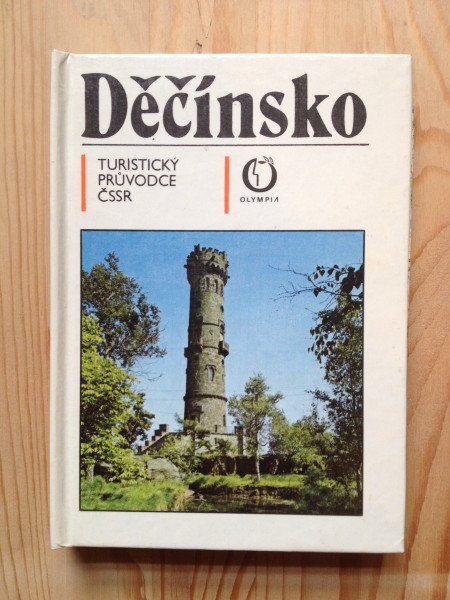 Děčínsko
TURISTICKÝ
PRŮVODCE
ČSSR
OLYMPIA